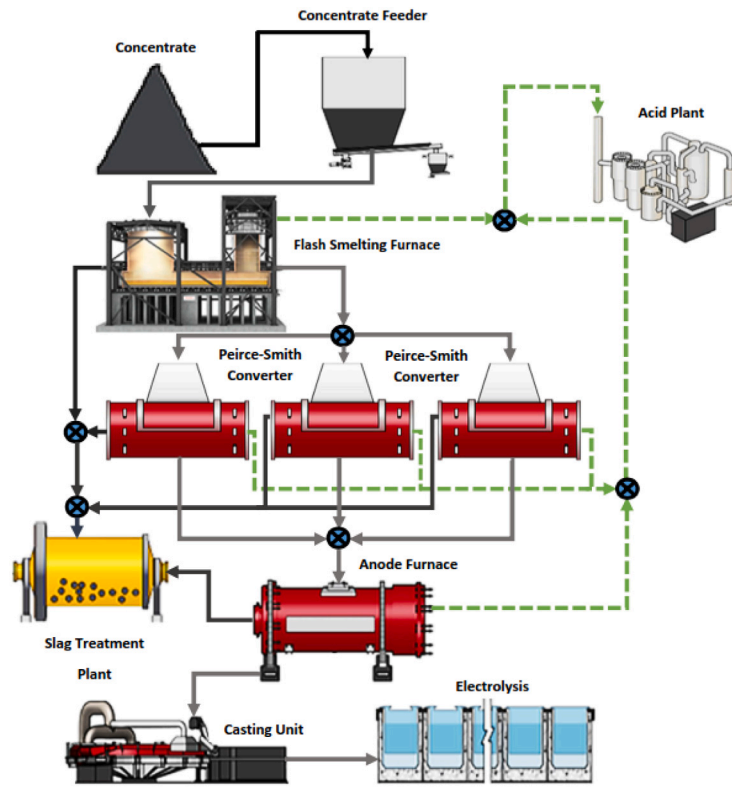 Concentrate Feeder
Concentrate
Acid Plant
Flash Smelting Furnace
Peirce-Smith
Converter
Peirce-Smith
Converter
Anode Furnace
Slag Treatment
Plant
Electrolysis
Casting Unit